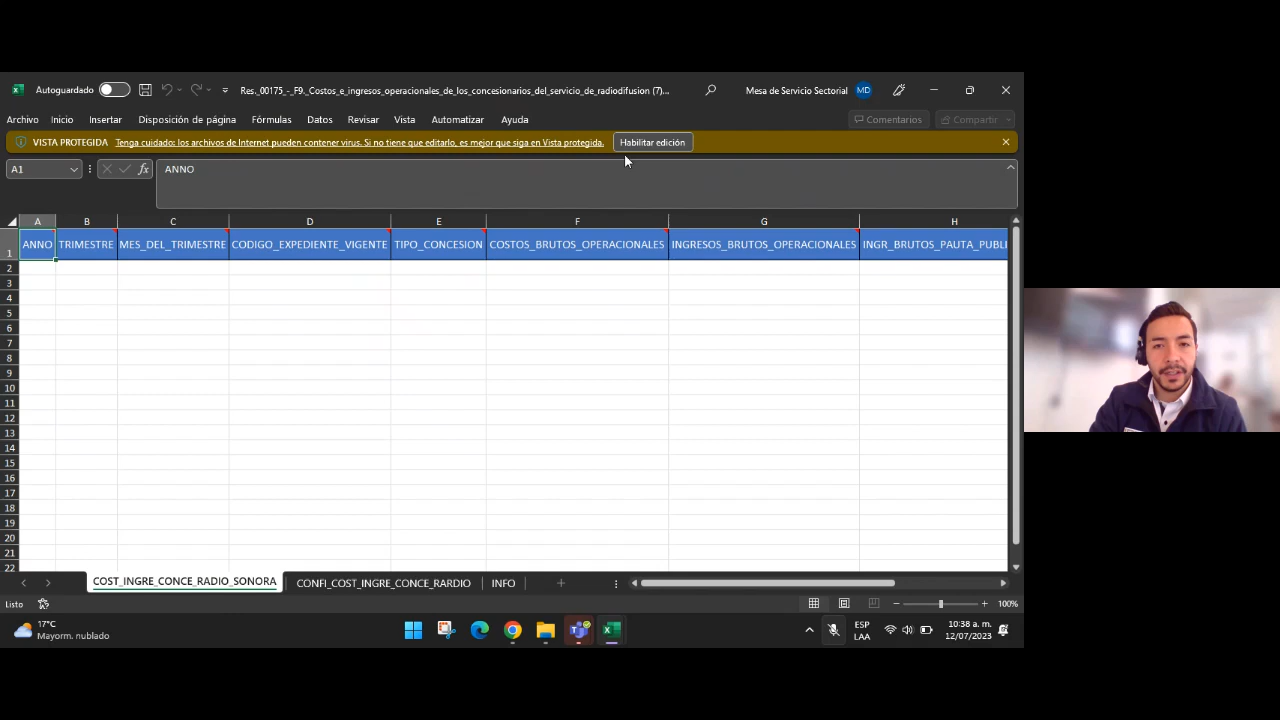 Autoguardado
Res._00175_-_F9._Costos_e_ingresos_operacionales_de_los_concesionarios_del_servicio_de_radiodifusion (7)...
Mesa de Servicio Sectorial
MD
Archivo Inicio Insertar Disposición de página Fórmulas Datos Revisar Vista Automatizar Ayuda
Comentarios
Compartir
VISTA PROTEGIDA Tenga cuidado: los archivos de Internet pueden contener virus. Si no tiene que editarlo, es mejor que siga en Vista protegida. Habilitar edición
A1 fx ANNO
A B C D E F G H
1 ANNO TRIMESTRE MES_DEL_TRIMESTRE CODIGO_EXPEDIENTE_VIGENTE TIPO_CONCESION COSTOS_BRUTOS_OPERACIONALES INGRESOS_BRUTOS_OPERACIONALES INGR_BRUTOS_PAUTA_PUBLI
2
3
4
5
6
7
8
9
10
11
12
13
14
15
16
17
18
19
20
21
22
COST_INGRE_CONCE_RADIO_SONORA CONFI_COST_INGRE_CONCE_RARDIO INFO
Listo
100%
17°C
Mayorm. nublado
ESP
LAA
10:38 a. m.
12/07/2023